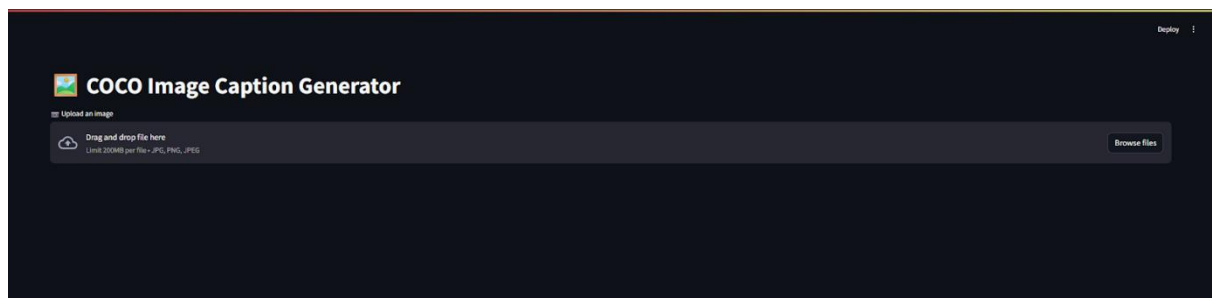 Deploy
COCO Image Caption Generator
Upload an image
Drag and drop file here
Limit 200MB per file • JPG, PNG, JPEG
Browse files